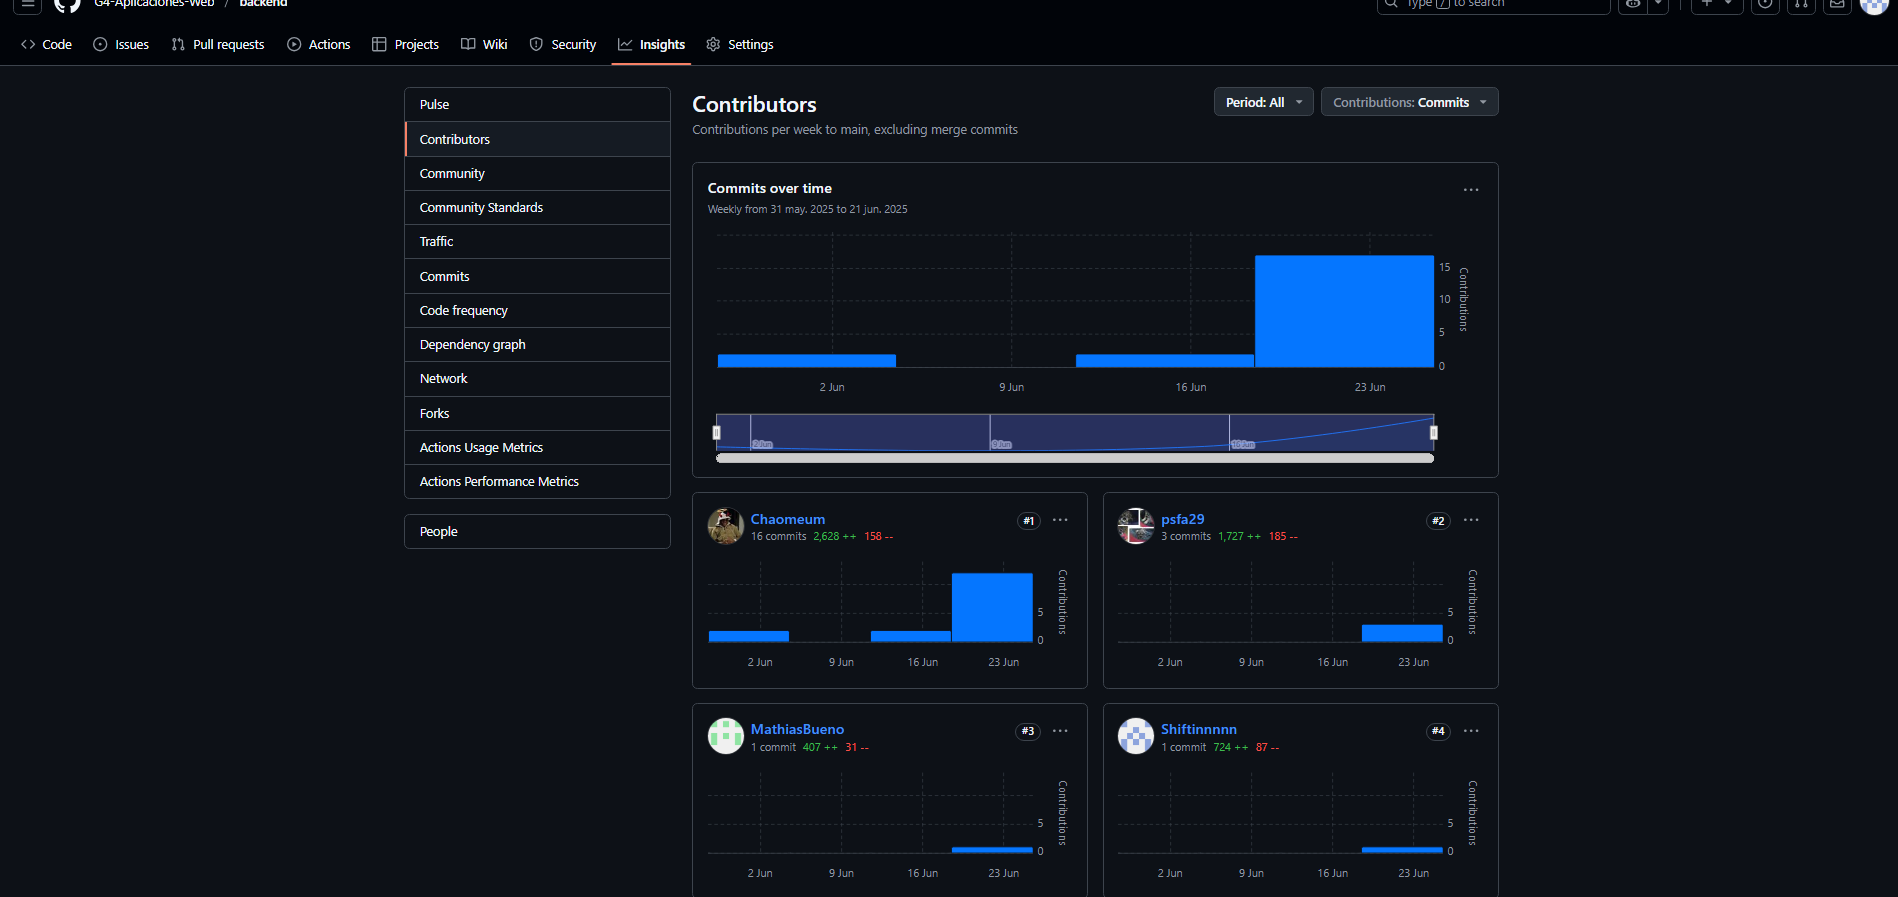 G4-Aplicaciones-Web / backend
Type / to search
Code Issues Pull requests Actions Projects Wiki Security Insights Settings
Pulse
Contributors
Community
Community Standards
Traffic
Commits
Code frequency
Dependency graph
Network
Forks
Actions Usage Metrics
Actions Performance Metrics
People
Contributors
Contributions per week to main, excluding merge commits
Period: All
Contributions: Commits
Commits over time
Weekly from 31 may. 2025 to 21 jun. 2025
15
10
5
0
Contributions
2 Jun 9 Jun 16 Jun 23 Jun
2 Jun 9 Jun 16 Jun
Chaomeum
#1
16 commits 2,628 ++ 158 --
5
0
Contributions
2 Jun 9 Jun 16 Jun 23 Jun
psfa29
#2
3 commits 1,727 ++ 185 --
5
0
Contributions
2 Jun 9 Jun 16 Jun 23 Jun
MathiasBueno
#3
1 commit 407 ++ 31 --
5
0
Contributions
2 Jun 9 Jun 16 Jun 23 Jun
Shiftinnnnn
#4
1 commit 724 ++ 87 --
5
0
Contributions
2 Jun 9 Jun 16 Jun 23 Jun